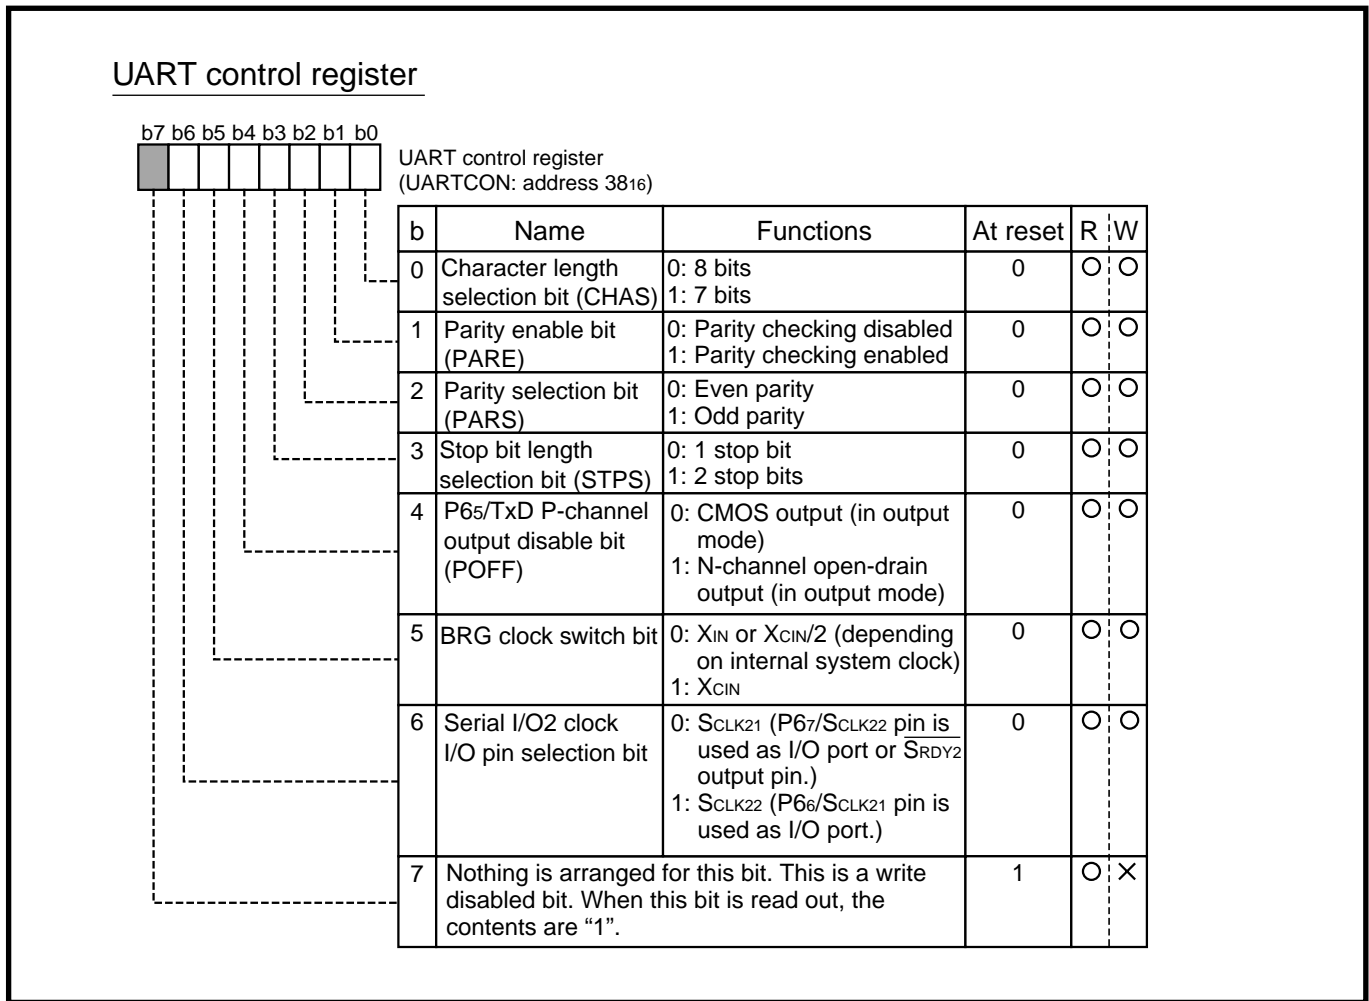 UART control register
b7 b6 b5 b4 b3 b2 b1 b0
UART control register
(UARTCON: address 3816)
b Name Functions At reset R W
0 Character length selection bit (CHAS) 0: 8 bits 1: 7 bits 0 O O
1 Parity enable bit (PARE) 0: Parity checking disabled 1: Parity checking enabled 0 O O
2 Parity selection bit (PARS) 0: Even parity 1: Odd parity 0 O O
3 Stop bit length selection bit (STPS) 0: 1 stop bit 1: 2 stop bits 0 O O
4 P65/TxD P-channel output disable bit (POFF) 0: CMOS output (in output mode) 1: N-channel open-drain output (in output mode) 0 O O
5 BRG clock switch bit 0: XIN or XCIN/2 (depending on internal system clock) 1: XCIN 0 O O
6 Serial I/O2 clock I/O pin selection bit 0: SCLK21 (P67/SCLK22 pin is used as I/O port or SRDY2 output pin.) 1: SCLK22 (P66/SCLK21 pin is used as I/O port.) 0 O O
7 Nothing is arranged for this bit. This is a write disabled bit. When this bit is read out, the contents are “1”. 1 O ×